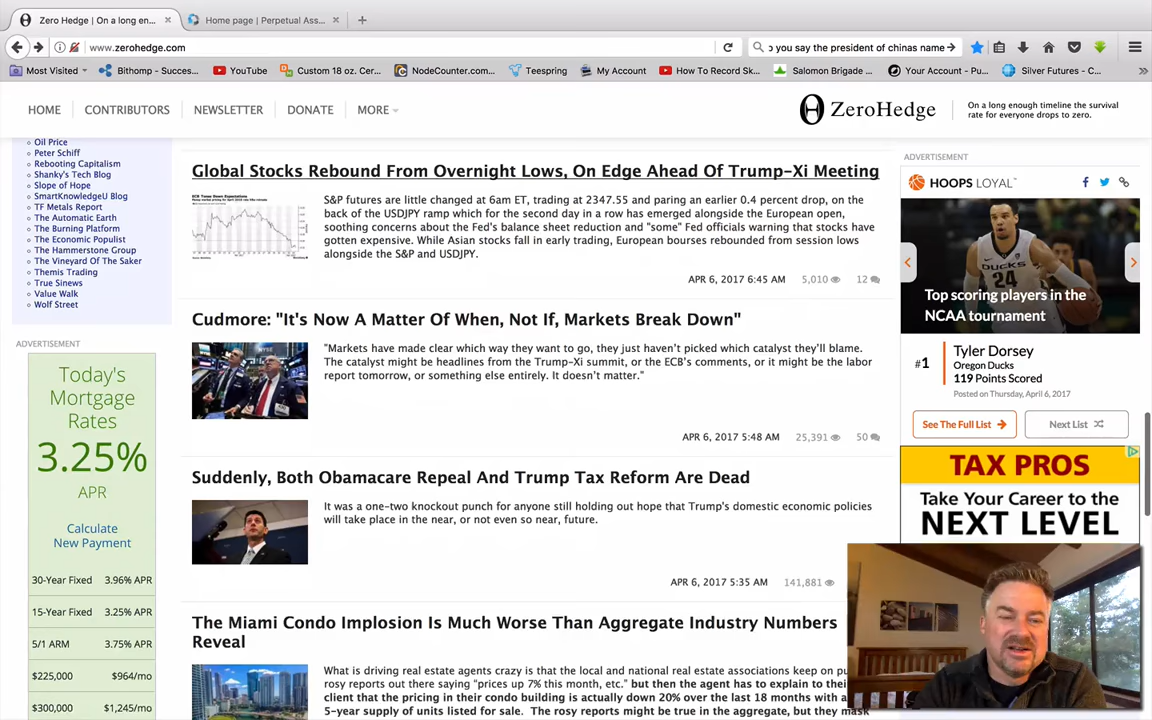 Zero Hedge | On a long en...
Home page | Perpetual Ass...
www.zerohedge.com
ɔ you say the president of chinas name
Most Visited
Bithomp - Succes...
YouTube
Custom 18 oz. Cer...
NodeCounter.com...
Teespring
My Account
How To Record Sk...
Salomon Brigade ...
Your Account - Pu...
Silver Futures - C...
HOME
CONTRIBUTORS
NEWSLETTER
DONATE
MORE
ZeroHedge
On a long enough timeline the survival
rate for everyone drops to zero.
Oil Price
Peter Schiff
Rebooting Capitalism
Shanky's Tech Blog
Slope of Hope
SmartKnowledgeU Blog
TF Metals Report
The Automatic Earth
The Burning Platform
The Economic Populist
The Hammerstone Group
The Vineyard Of The Saker
Themis Trading
True Sinews
Value Walk
Wolf Street
ADVERTISEMENT
Today's
Mortgage
Rates
3.25%
APR
Calculate
New Payment
30-Year Fixed 3.96% APR
15-Year Fixed 3.25% APR
5/1 ARM 3.75% APR
$225,000 $964/mo
$300,000 $1,245/mo
Global Stocks Rebound From Overnight Lows, On Edge Ahead Of Trump-Xi Meeting
S&P futures are little changed at 6am ET, trading at 2347.55 and paring an earlier 0.4 percent drop, on the
back of the USDJPY ramp which for the second day in a row has emerged alongside the European open,
soothing concerns about the Fed's balance sheet reduction and "some" Fed officials warning that stocks have
gotten expensive. While Asian stocks fall in early trading, European bourses rebounded from session lows
alongside the S&P and USDJPY.
APR 6, 2017 6:45 AM 5,010 12
Cudmore: "It's Now A Matter Of When, Not If, Markets Break Down"
"Markets have made clear which way they want to go, they just haven't picked which catalyst they'll blame.
The catalyst might be headlines from the Trump-Xi summit, or the ECB's comments, or it might be the labor
report tomorrow, or something else entirely. It doesn't matter."
APR 6, 2017 5:48 AM 25,391 50
Suddenly, Both Obamacare Repeal And Trump Tax Reform Are Dead
It was a one-two knockout punch for anyone still holding out hope that Trump's domestic economic policies
will take place in the near, or not even so near, future.
APR 6, 2017 5:35 AM 141,881
The Miami Condo Implosion Is Much Worse Than Aggregate Industry Numbers
Reveal
What is driving real estate agents crazy is that the local and national real estate associations keep on pu
rosy reports out there saying "prices up 7% this month, etc." but then the agent has to explain to their
client that the pricing in their condo building is actually down 20% over the last 18 months with a
5-year supply of units listed for sale. The rosy reports might be true in the aggregate, but they mask
ADVERTISEMENT
HOOPS LOYAL
DUCKS
24
Top scoring players in the
NCAA tournament
#1
Tyler Dorsey
Oregon Ducks
119 Points Scored
Posted on Thursday, April 6, 2017
See The Full List
Next List
TAX PROS
Take Your Career to the
NEXT LEVEL